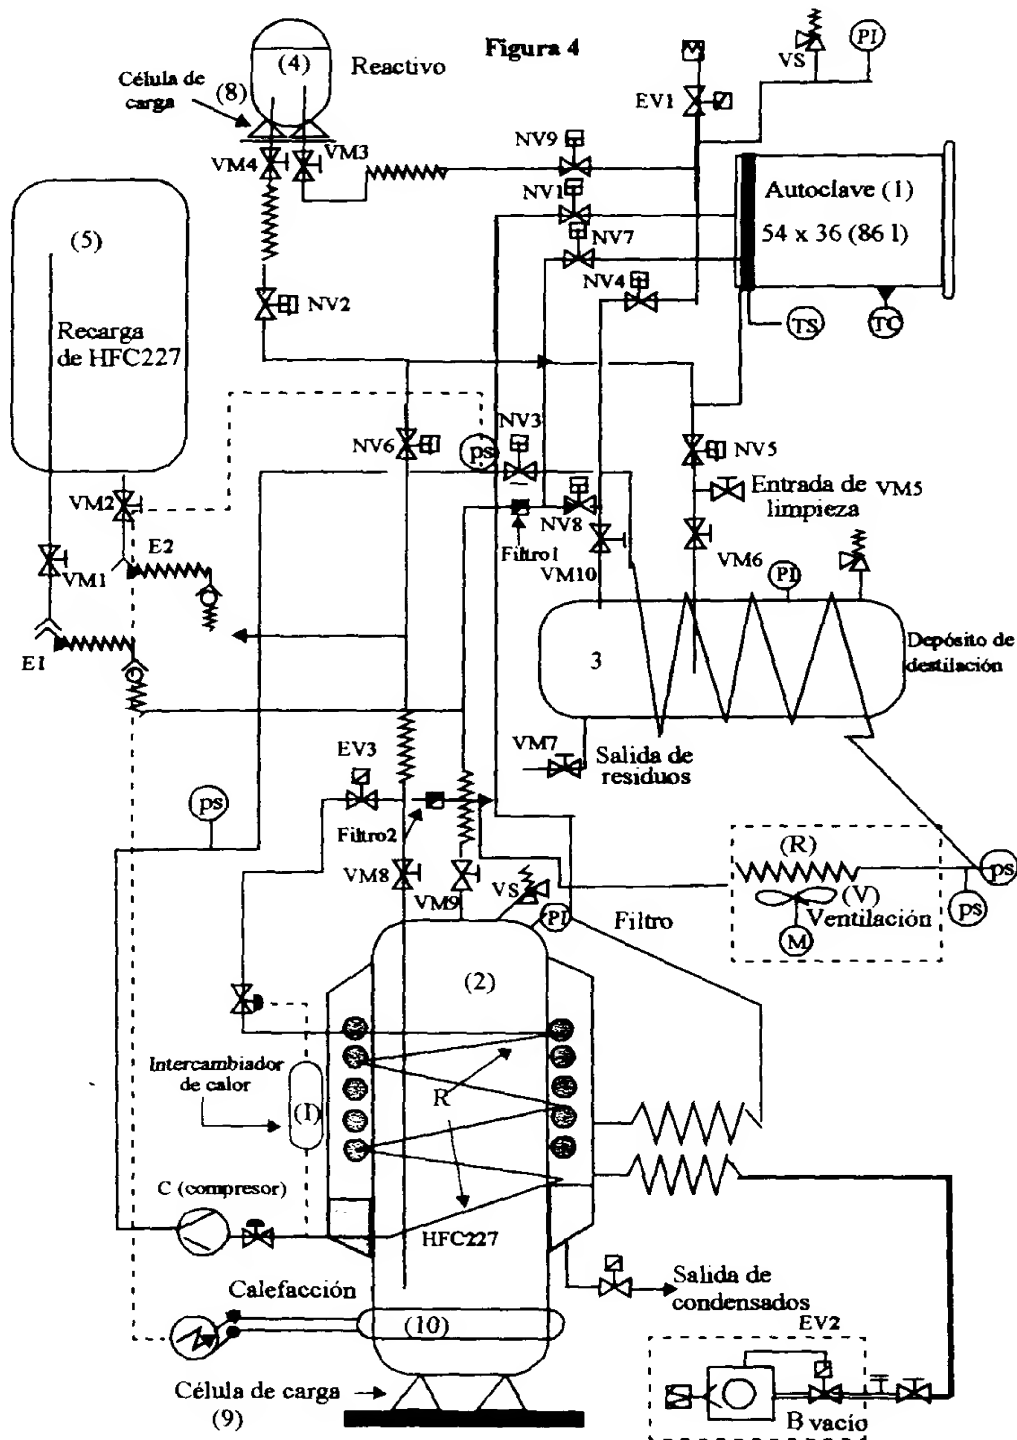 Figura 4
VS
PI
(4)
Reactivo
Célula de
carga
(8)
EV1
VM4
VM3
NV9
NV1
Autoclave (1)
54 x 36 (86 l)
NV7
(5)
NV4
NV2
TS
TC
Recarga
de HFC227
NV3
NV6
ps
NV5
VM2
Entrada de
limpieza
VM5
NV8
E2
Filtro1
VM1
VM10
VM6
PI
E1
3
Depósito de
destilación
EV3
VM7
Salida de
residuos
ps
Filtro2
(R)
VM8
VM9
VS
ps
(V)
ps
PI
Filtro
Ventilación
M
(2)
Intercambiador
de calor
(I)
R
C (compresor)
HFC227
Calefacción
Salida de
condensados
(10)
EV2
Célula de carga
(9)
B vacío